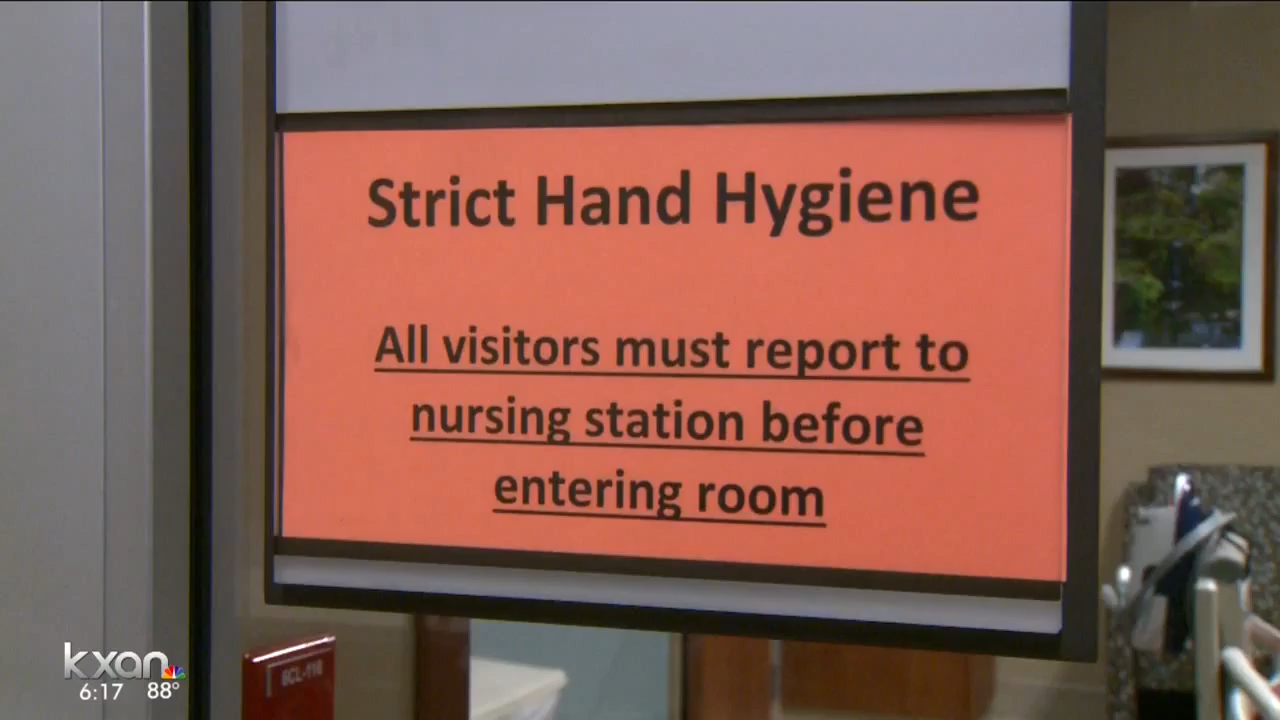 Strict Hand Hygiene
All visitors must report to
nursing station before
entering room
kxan
6:17 88°